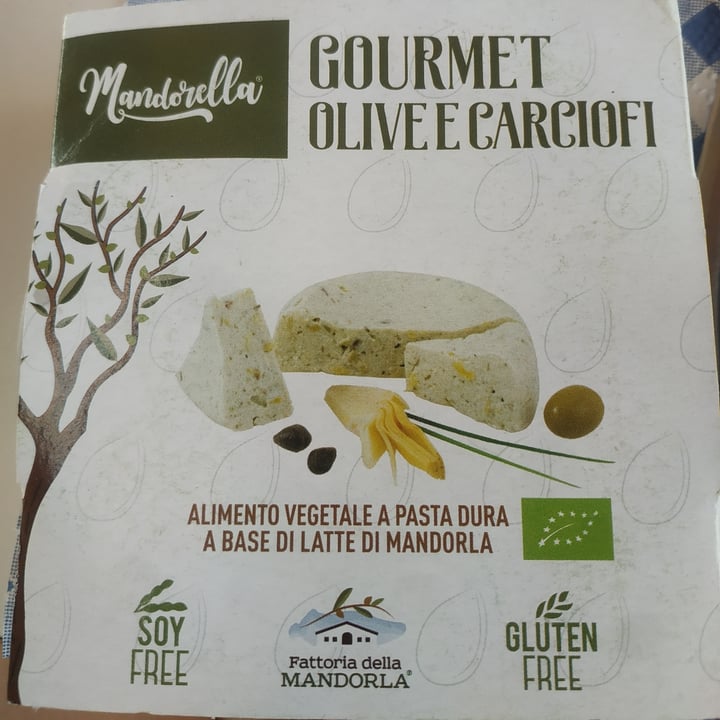 Mandorella®
GOURMET
OLIVE E CARCIOFI
ALIMENTO VEGETALE A PASTA DURA
A BASE DI LATTE DI MANDORLA
SOY
FREE
Fattoria della
MANDORLA®
GLUTEN
FREE